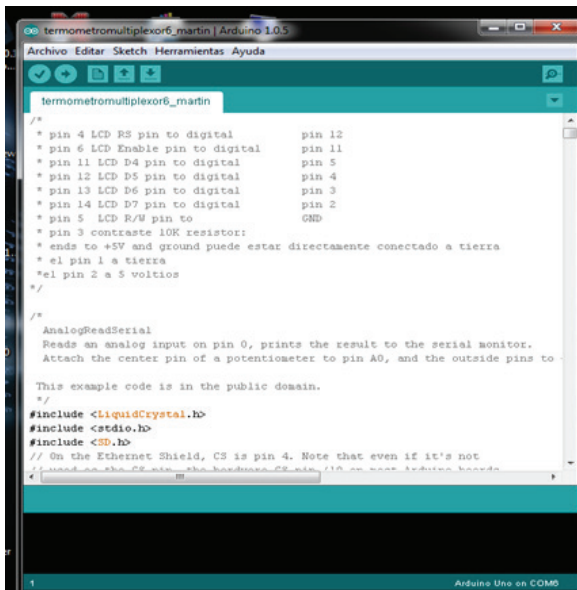 termometromultiplexor6_martin | Arduino 1.0.5
Archivo Editar Sketch Herramientas Ayuda
termometromultiplexor6_martin
/*
* pin 4 LCD RS pin to digital pin 12
* pin 6 LCD Enable pin to digital pin 11
* pin 11 LCD D4 pin to digital pin 5
* pin 12 LCD D5 pin to digital pin 4
* pin 13 LCD D6 pin to digital pin 3
* pin 14 LCD D7 pin to digital pin 2
* pin 5 LCD R/W pin to GND
* pin 3 contraste 10K resistor:
* ends to +5V and ground puede estar directamente conectado a tierra
* el pin 1 a tierra
*el pin 2 a 5 voltios
*/
/*
AnalogReadSerial
Reads an analog input on pin 0, prints the result to the serial monitor.
Attach the center pin of a potentiometer to pin A0, and the outside pins to
This example code is in the public domain.
*/
#include <LiquidCrystal.h>
#include <stdio.h>
#include <SD.h>
// On the Ethernet Shield, CS is pin 4. Note that even if it's not
1
Arduino Uno on COM6